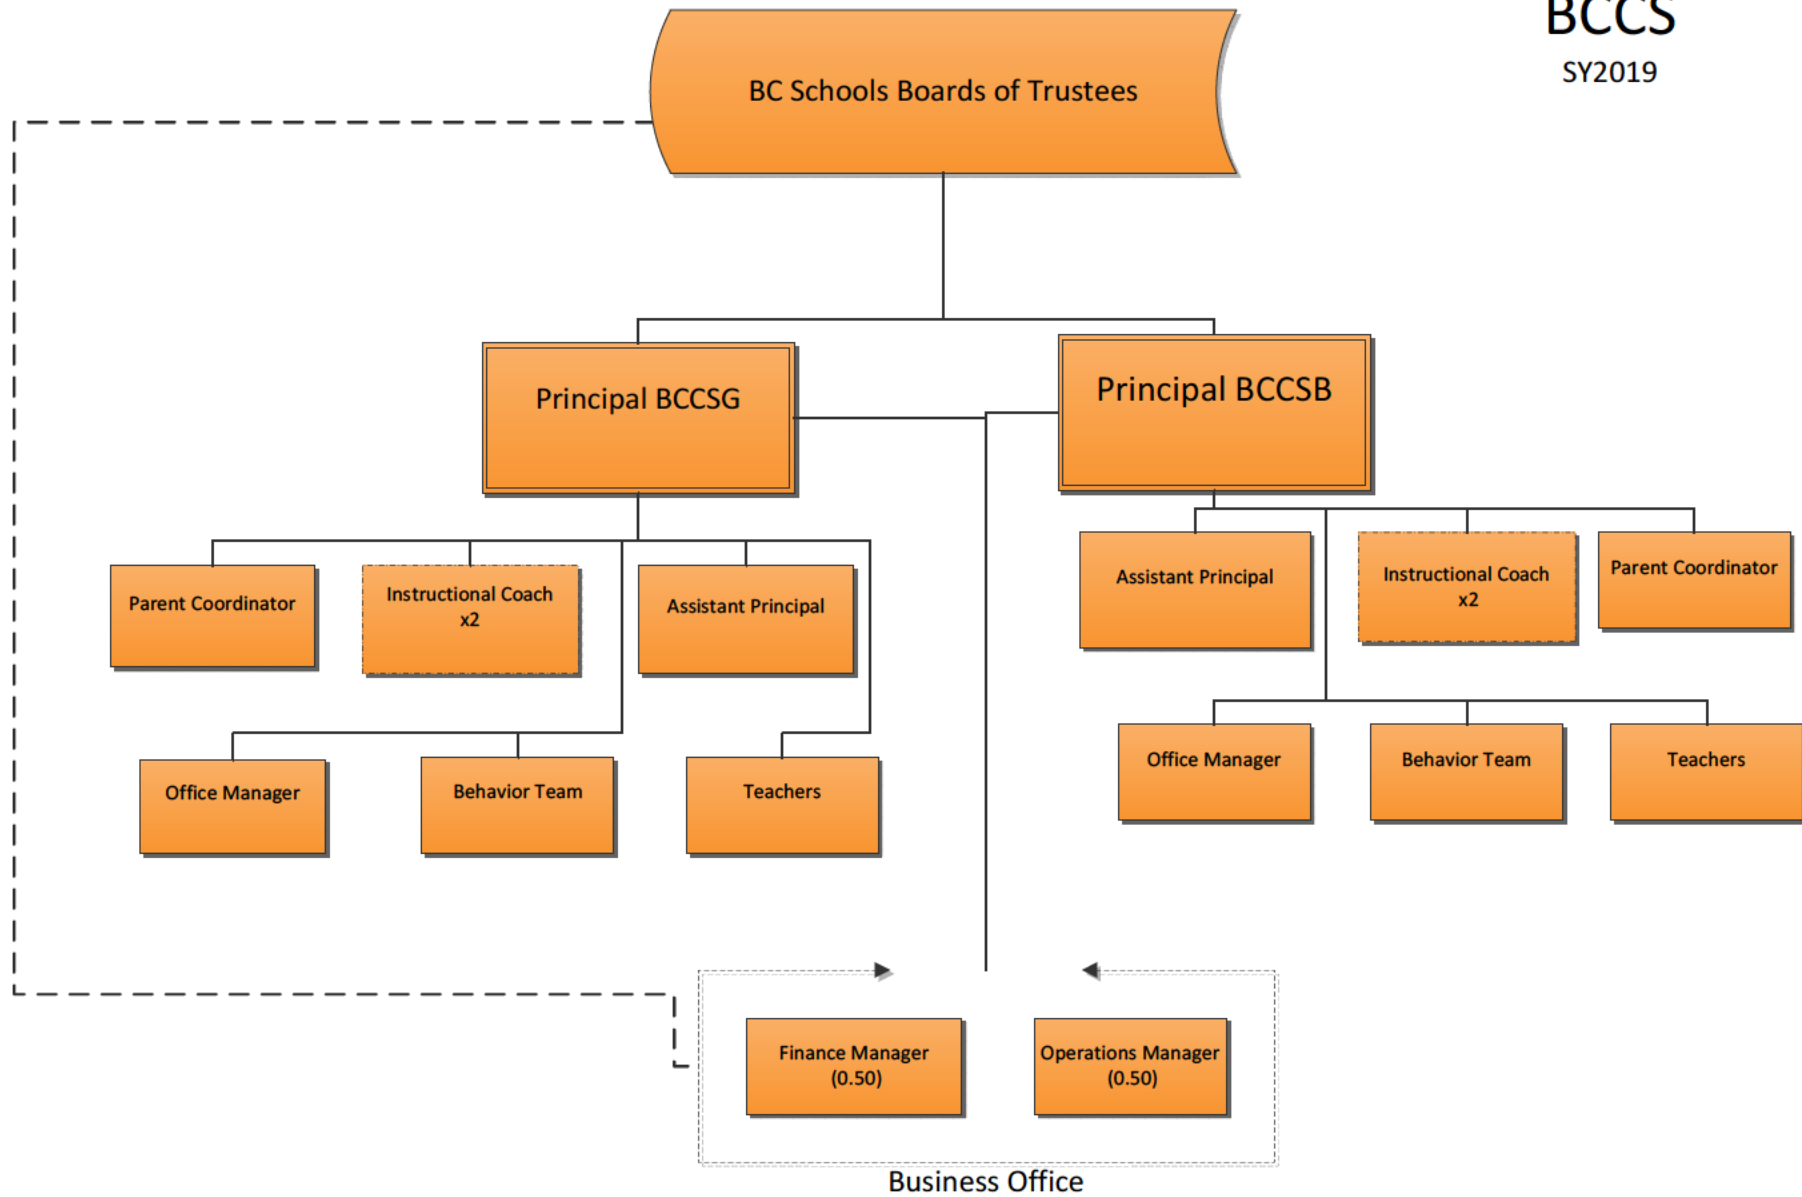 BCCS
SY2019
BC Schools Boards of Trustees
Principal BCCSG
Principal BCCSB
Parent Coordinator
Instructional Coach
x2
Assistant Principal
Assistant Principal
Instructional Coach
x2
Parent Coordinator
Office Manager
Behavior Team
Teachers
Office Manager
Behavior Team
Teachers
Finance Manager
(0.50)
Operations Manager
(0.50)
Business Office